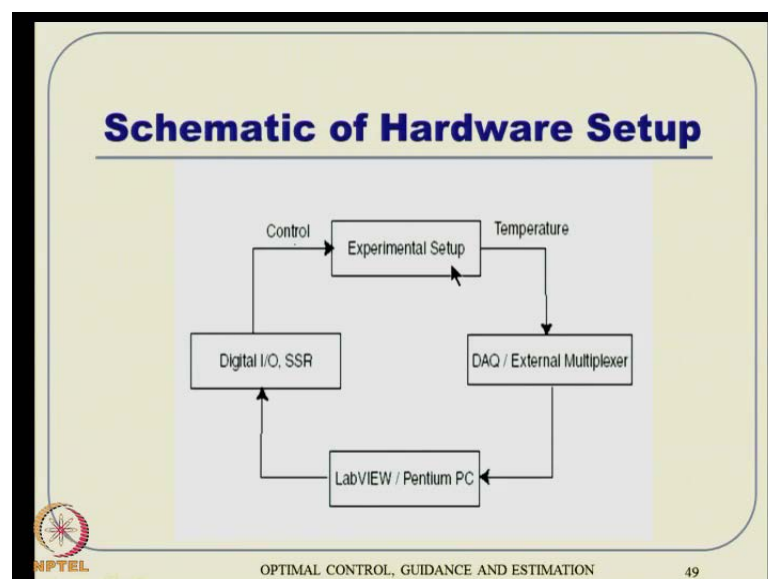 Schematic of Hardware Setup
Control
Experimental Setup
Temperature
Digital I/O, SSR
DAQ / External Multiplexer
LabVIEW / Pentium PC
NPTEL
OPTIMAL CONTROL, GUIDANCE AND ESTIMATION
49